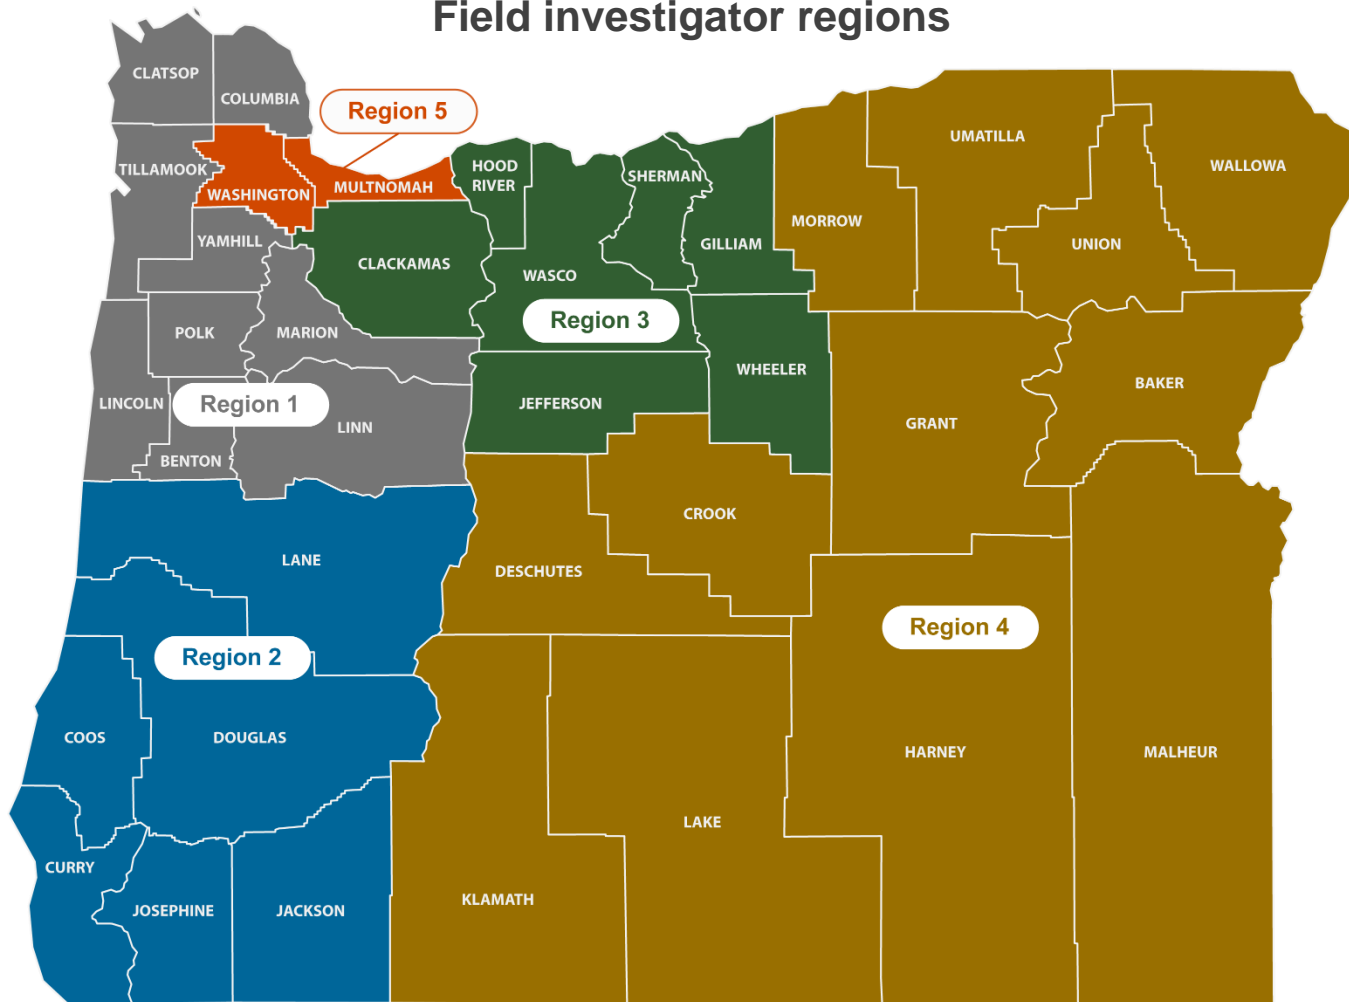 Field investigator regions
CLATSOP
COLUMBIA
Region 5
TILLAMOOK
WASHINGTON
MULTNOMAH
HOOD
RIVER
SHERMAN
UMATILLA
WALLOWA
MORROW
GILLIAM
UNION
YAMHILL
CLACKAMAS
WASCO
Region 3
POLK
MARION
WHEELER
BAKER
LINCOLN
Region 1
JEFFERSON
GRANT
LINN
BENTON
CROOK
LANE
DESCHUTES
Region 4
Region 2
COOS
DOUGLAS
HARNEY
MALHEUR
LAKE
CURRY
KLAMATH
JOSEPHINE
JACKSON